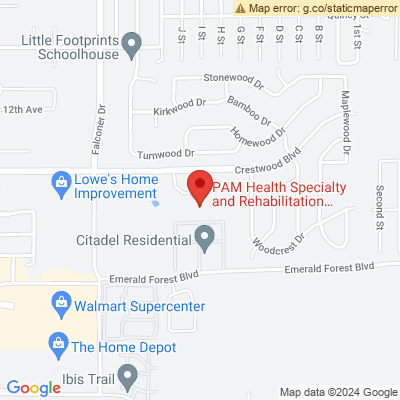 Map error: g.co/staticmaperror
Quincy St
J St
I St
H St
G St
F St
E St
D St
C St
B St
1st St
Little Footprints
Schoolhouse
Stonewood Dr
12th Ave
Kirkwood Dr
Bamboo Dr
Maplewood Dr
Falconer Dr
Homewood Dr
Turnwood Dr
Crestwood Blvd
Lowe's Home
Improvement
PAM Health Specialty
and Rehabilitation...
Second St
Citadel Residential
Woodcrest Dr
Emerald Forest Blvd
Emerald Forest Blvd
Walmart Supercenter
The Home Depot
Ibis Trail
Google
Map data ©2024 Google